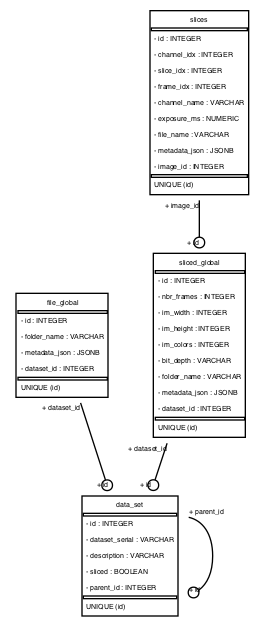 slices
- id : INTEGER
- channel_idx : INTEGER
- slice_idx : INTEGER
- frame_idx : INTEGER
- channel_name : VARCHAR
- exposure_ms : NUMERIC
- file_name : VARCHAR
- metadata_json : JSONB
- image_id : INTEGER
UNIQUE (id)
+ image_id
+ id
sliced_global
- id : INTEGER
- nbr_frames : INTEGER
- im_width : INTEGER
- im_height : INTEGER
- im_colors : INTEGER
- bit_depth : VARCHAR
- folder_name : VARCHAR
- metadata_json : JSONB
- dataset_id : INTEGER
UNIQUE (id)
file_global
- id : INTEGER
- folder_name : VARCHAR
- metadata_json : JSONB
- dataset_id : INTEGER
UNIQUE (id)
+ dataset_id
+ dataset_id
+ id
+ id
data_set
- id : INTEGER
- dataset_serial : VARCHAR
- description : VARCHAR
- sliced : BOOLEAN
- parent_id : INTEGER
UNIQUE (id)
+ parent_id
+ id